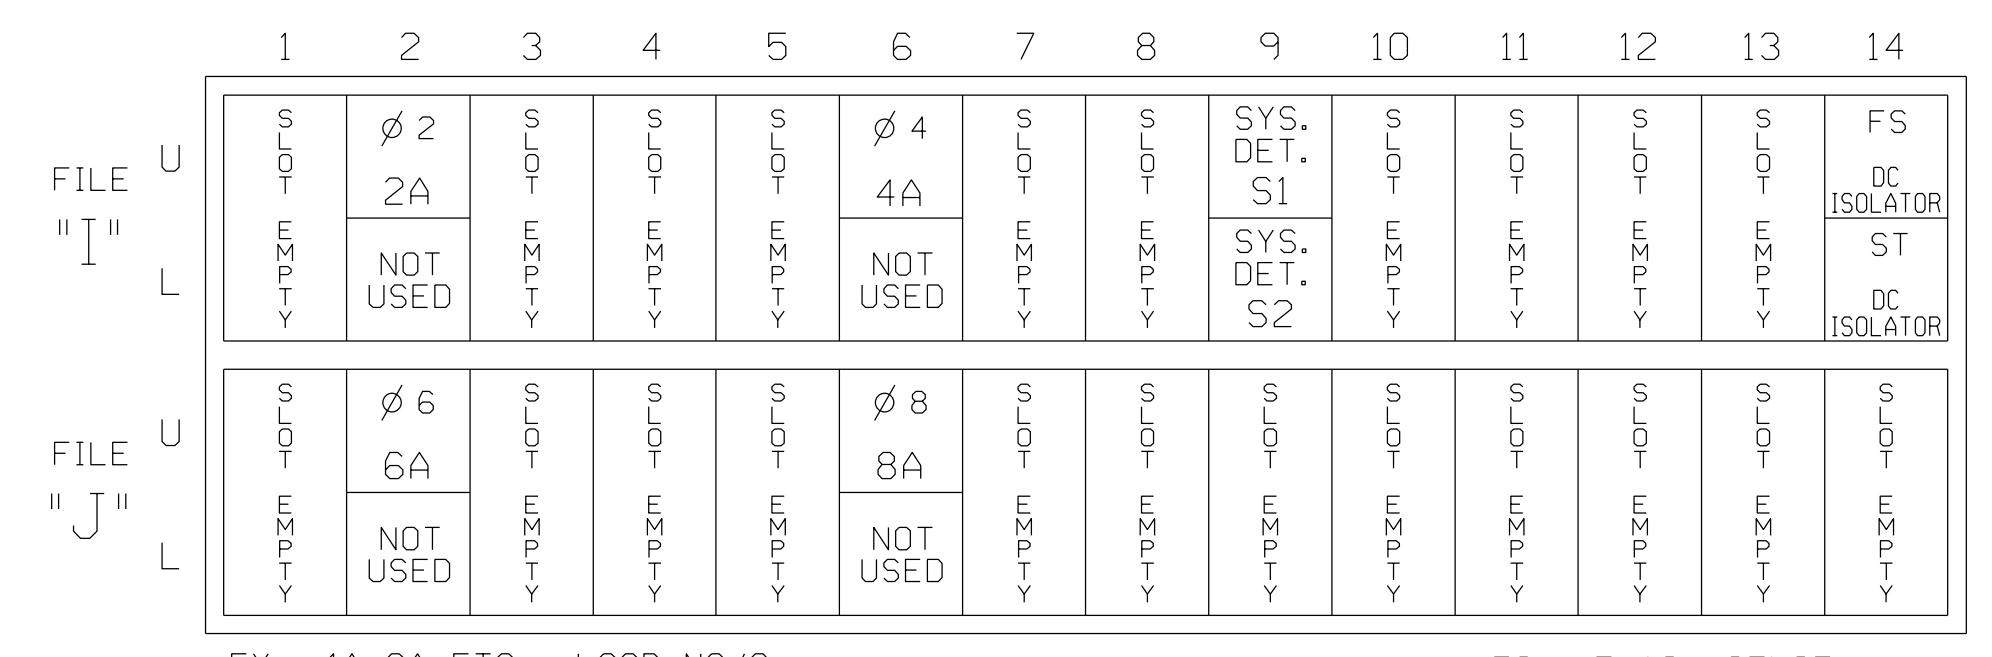 1 2 3 4 5 6 7 8 9 10 11 12 13 14
FILE "I"
U
L
SLOT EMPTY
Ø 2
2A
NOT
USED
SLOT EMPTY
SLOT EMPTY
SLOT EMPTY
Ø 4
4A
NOT
USED
SLOT EMPTY
SLOT EMPTY
SYS.
DET.
S1
SYS.
DET.
S2
SLOT EMPTY
SLOT EMPTY
SLOT EMPTY
SLOT EMPTY
FS
DC
ISOLATOR
ST
DC
ISOLATOR
FILE "J"
U
L
SLOT EMPTY
Ø 6
6A
NOT
USED
SLOT EMPTY
SLOT EMPTY
SLOT EMPTY
Ø 8
8A
NOT
USED
SLOT EMPTY
SLOT EMPTY
SLOT EMPTY
SLOT EMPTY
SLOT EMPTY
SLOT EMPTY
SLOT EMPTY
SLOT EMPTY